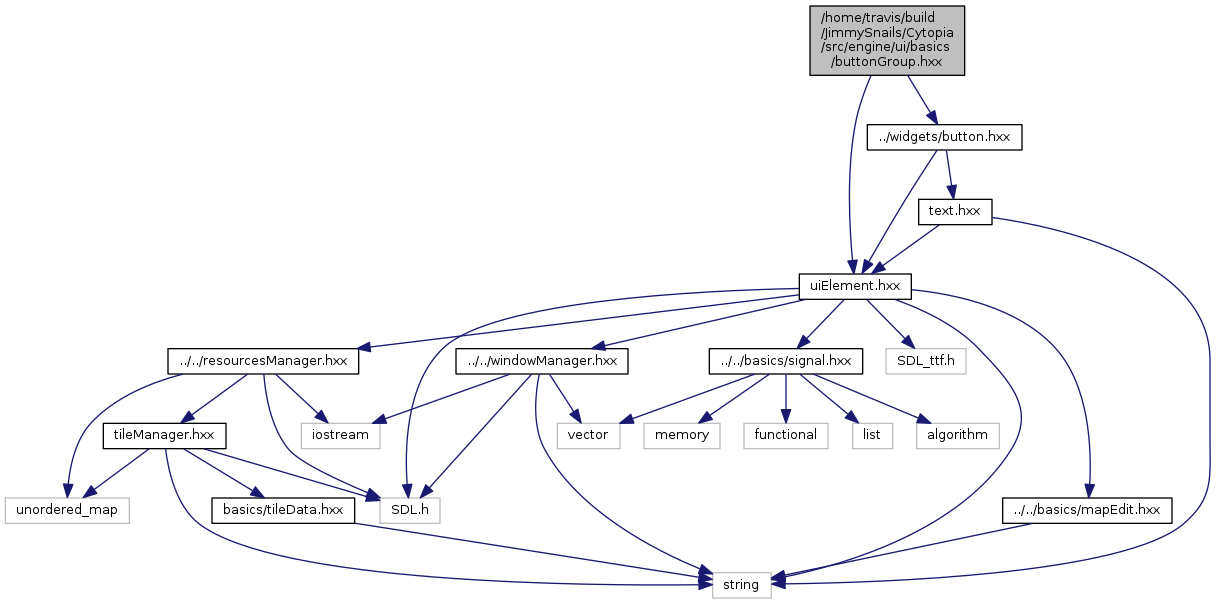 /home/travis/build
/JimmySnails/Cytopia
/src/engine/ui/basics
/buttonGroup.hxx
../widgets/button.hxx
text.hxx
uiElement.hxx
../../resourcesManager.hxx
../../windowManager.hxx
../../basics/signal.hxx
SDL_ttf.h
tileManager.hxx
iostream
vector
memory
functional
list
algorithm
unordered_map
basics/tileData.hxx
SDL.h
../../basics/mapEdit.hxx
string